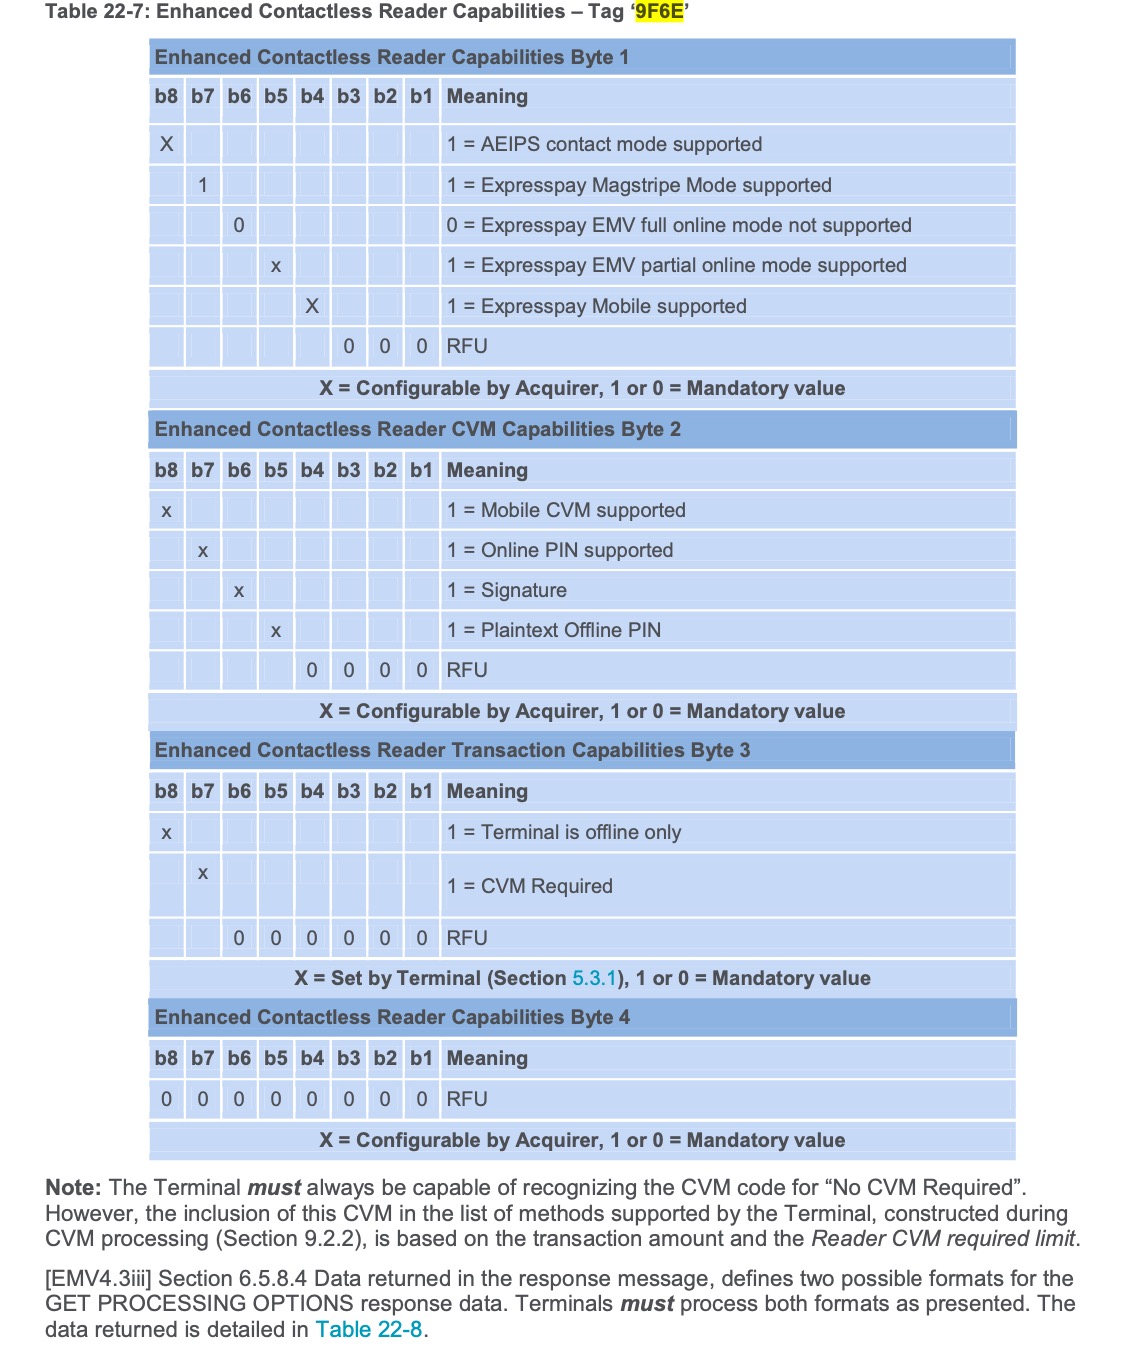 Table 22-7: Enhanced Contactless Reader Capabilities – Tag ‘9F6E’
Enhanced Contactless Reader Capabilities Byte 1
b8 b7 b6 b5 b4 b3 b2 b1 Meaning
X 1 = AEIPS contact mode supported
1 1 = Expresspay Magstripe Mode supported
0 0 = Expresspay EMV full online mode not supported
x 1 = Expresspay EMV partial online mode supported
X 1 = Expresspay Mobile supported
0 0 0 RFU
X = Configurable by Acquirer, 1 or 0 = Mandatory value
Enhanced Contactless Reader CVM Capabilities Byte 2
b8 b7 b6 b5 b4 b3 b2 b1 Meaning
x 1 = Mobile CVM supported
x 1 = Online PIN supported
x 1 = Signature
x 1 = Plaintext Offline PIN
0 0 0 0 RFU
X = Configurable by Acquirer, 1 or 0 = Mandatory value
Enhanced Contactless Reader Transaction Capabilities Byte 3
b8 b7 b6 b5 b4 b3 b2 b1 Meaning
x 1 = Terminal is offline only
x 1 = CVM Required
0 0 0 0 0 0 RFU
X = Set by Terminal (Section 5.3.1), 1 or 0 = Mandatory value
Enhanced Contactless Reader Capabilities Byte 4
b8 b7 b6 b5 b4 b3 b2 b1 Meaning
0 0 0 0 0 0 0 0 RFU
X = Configurable by Acquirer, 1 or 0 = Mandatory value
Note: The Terminal must always be capable of recognizing the CVM code for “No CVM Required”.
However, the inclusion of this CVM in the list of methods supported by the Terminal, constructed during
CVM processing (Section 9.2.2), is based on the transaction amount and the Reader CVM required limit.
[EMV4.3iii] Section 6.5.8.4 Data returned in the response message, defines two possible formats for the
GET PROCESSING OPTIONS response data. Terminals must process both formats as presented. The
data returned is detailed in Table 22-8.